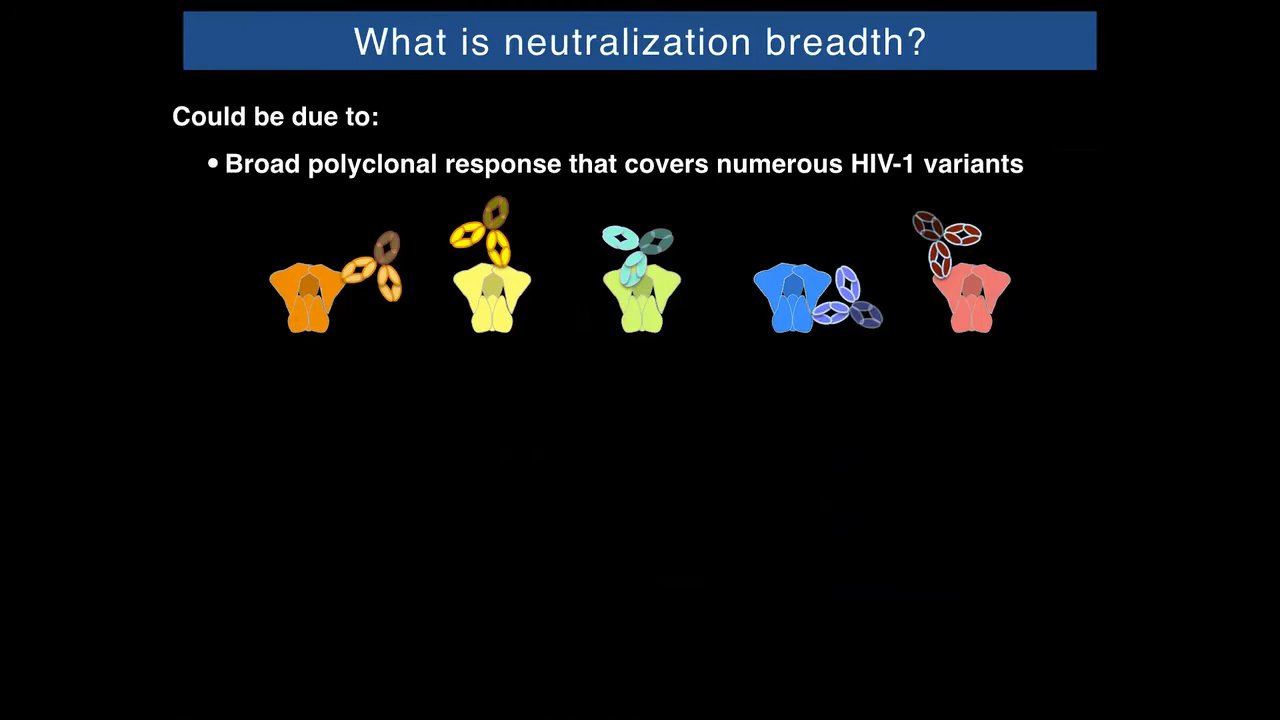 What is neutralization breadth?
Could be due to:
• Broad polyclonal response that covers numerous HIV-1 variants